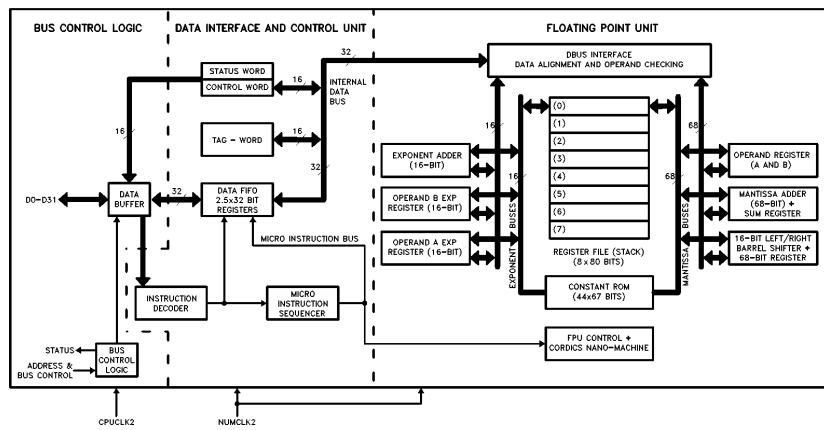 BUS CONTROL LOGIC
DATA INTERFACE AND CONTROL UNIT
FLOATING POINT UNIT
32
DBUS INTERFACE
DATA ALIGNMENT AND OPERAND CHECKING
STATUS WORD
CONTROL WORD
16
INTERNAL
DATA
BUS
16
TAG - WORD
16
32
16
68
(0)
(1)
(2)
(3)
(4)
(5)
(6)
(7)
EXPONENT ADDER
(16-BIT)
OPERAND REGISTER
(A AND B)
16
68
D0-D31
DATA
BUFFER
32
DATA FIFO
2.5x32 BIT
REGISTERS
OPERAND B EXP
REGISTER (16-BIT)
MANTISSA ADDER
(68-BIT) +
SUM REGISTER
MICRO INSTRUCTION BUS
OPERAND A EXP
REGISTER (16-BIT)
EXPONENT BUSES
REGISTER FILE (STACK)
(8 x 80 BITS)
MANTISSA BUSES
16-BIT LEFT/RIGHT
BARREL SHIFTER +
68-BIT REGISTER
INSTRUCTION
DECODER
MICRO
INSTRUCTION
SEQUENCER
CONSTANT ROM
(44x67 BITS)
FPU CONTROL +
CORDICS NANO-MACHINE
STATUS
ADDRESS &
BUS CONTROL
BUS
CONTROL
LOGIC
CPUCLK2
NUMCLK2